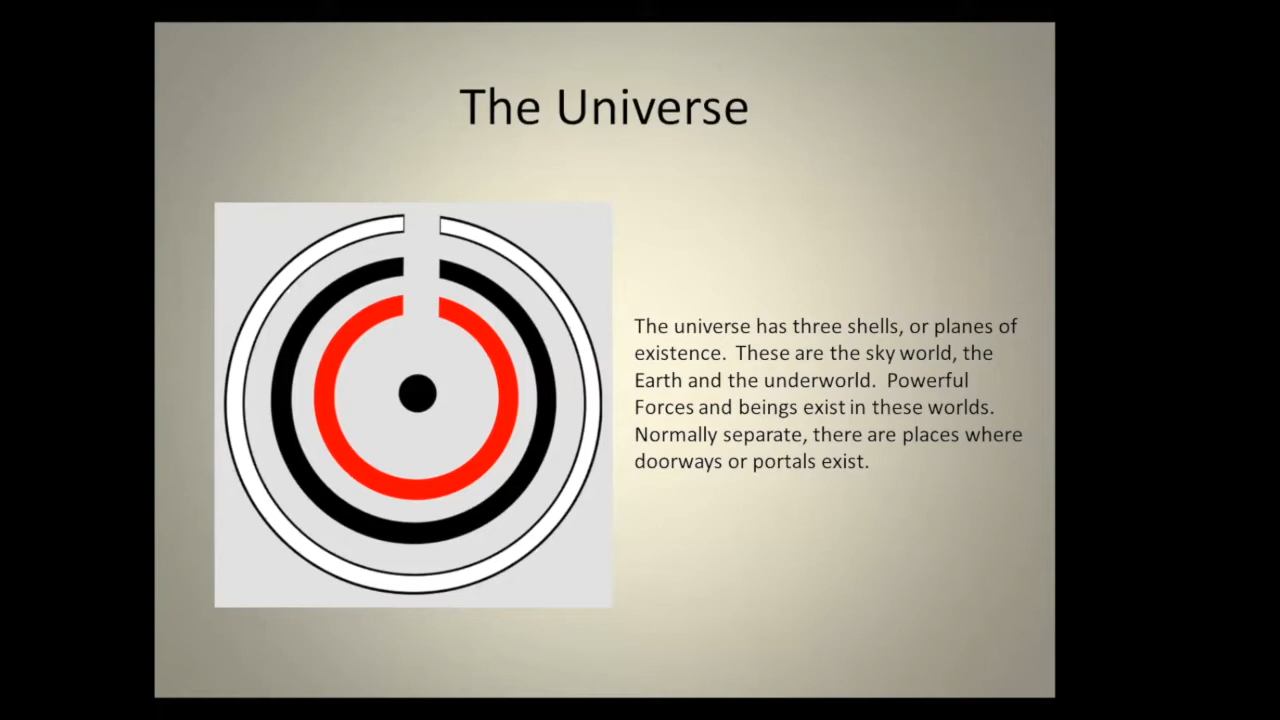 The Universe
The universe has three shells, or planes of
existence.  These are the sky world, the
Earth and the underworld.  Powerful
Forces and beings exist in these worlds.
Normally separate, there are places where
doorways or portals exist.